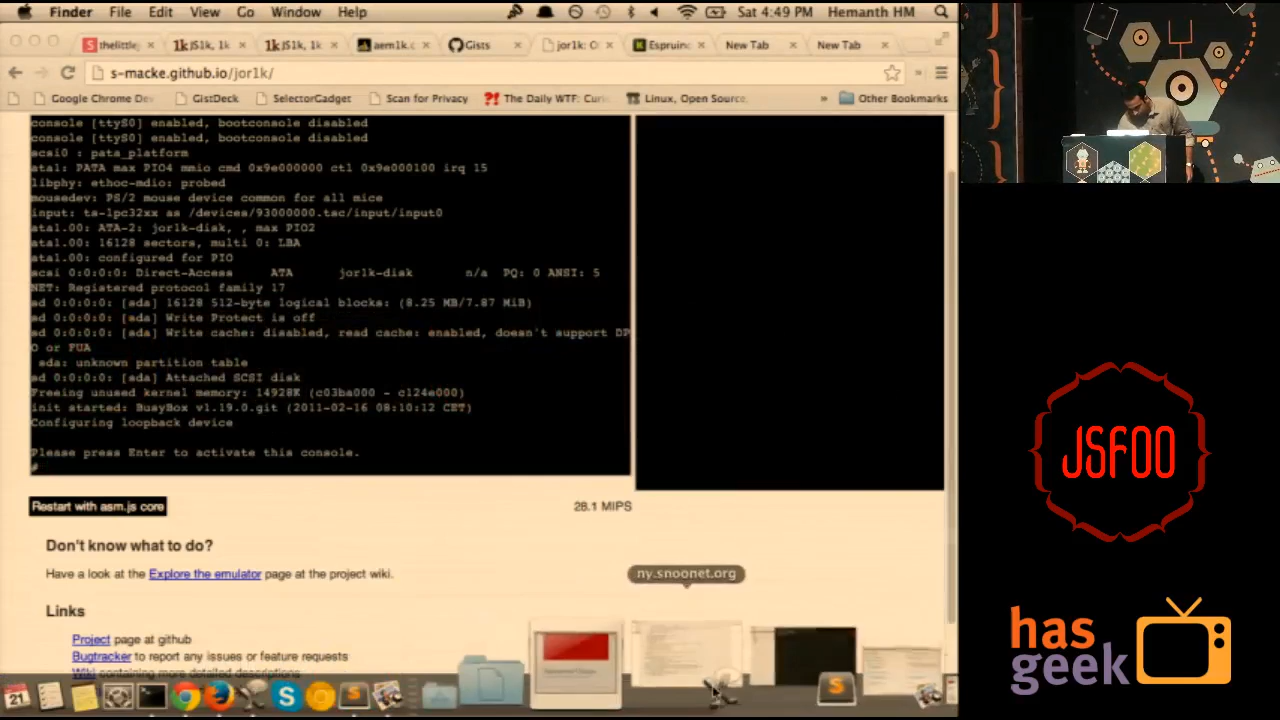 Finder File Edit View Go Window Help Sat 4:49 PM Hemanth HM
thelittle JS1k, 1k JS1k, 1k aem1k.c Gists jor1k: O Espruin New Tab New Tab
s-macke.github.io/jor1k/
Google Chrome De GistDeck SelectorGadget Scan for Privacy The Daily WTF: Curi Linux, Open Source Other Bookmarks
console [ttyS0] enabled, bootconsole disabled
console [ttyS0] enabled, bootconsole disabled
scsi0 : pata_platform
ata1: PATA max PIO4 mmio cmd 0x9e000000 ctl 0x9e000100 irq 15
libphy: ethoc-mdio: probed
mousedev: PS/2 mouse device common for all mice
input: ts-lpc32xx as /devices/93000000.tsc/input/input0
ata1.00: ATA-2: jor1k-disk, , max PIO2
ata1.00: 16128 sectors, multi 0: LBA
ata1.00: configured for PIO
scsi 0:0:0:0: Direct-Access ATA jor1k-disk n/a PQ: 0 ANSI: 5
NET: Registered protocol family 17
sd 0:0:0:0: [sda] 16128 512-byte logical blocks: (8.25 MB/7.87 MiB)
sd 0:0:0:0: [sda] Write Protect is off
sd 0:0:0:0: [sda] Write cache: disabled, read cache: enabled, doesn't support DP
O or FUA
sda: unknown partition table
sd 0:0:0:0: [sda] Attached SCSI disk
Freeing unused kernel memory: 14928K (c03ba000 - c124e000)
init started: BusyBox v1.19.0.git (2011-02-16 08:10:12 CET)
Configuring loopback device
Please press Enter to activate this console.
#
Restart with asm.js core 28.1 MIPS
Don't know what to do?
Have a look at the Explore the emulator page at the project wiki.
ny.snoonet.org
Links
Project page at github
Bugtracker to report any issues or feature requests
Wiki containing more detailed descriptions
21
JSFOO
has
geek